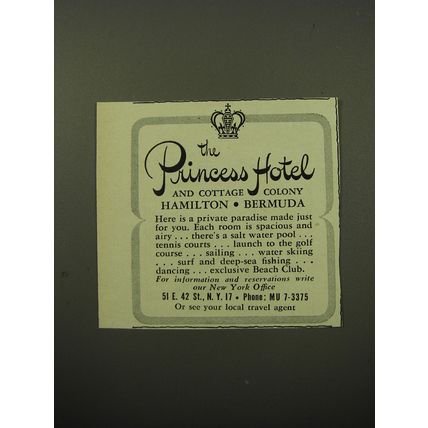 the
Princess Hotel
AND COTTAGE COLONY
HAMILTON • BERMUDA
Here is a private paradise made just
for you. Each room is spacious and
airy . . . there's a salt water pool . . .
tennis courts . . . launch to the golf
course . . . sailing . . . water skiing
. . . surf and deep-sea fishing . . .
dancing . . . exclusive Beach Club.
For information and reservations write
our New York Office
51 E. 42 St., N. Y. 17 • Phone: MU 7-3375
Or see your local travel agent